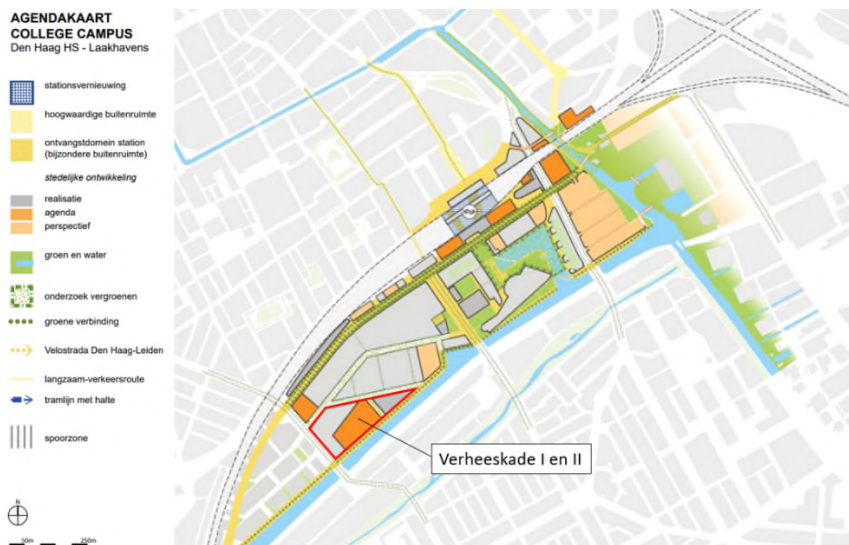 AGENDAKAART
COLLEGE CAMPUS
Den Haag HS - Laakhavens
stationsvernieuwing
hoogwaardige buitenruimte
ontvangstdomein station
(bijzondere buitenruimte)
stedelijke ontwikkeling
realisatie
agenda
perspectief
groen en water
onderzoek vergroenen
groene verbinding
Velostrada Den Haag-Leiden
langzaam-verkeersroute
tramlijn met halte
spoorzone
Verheeskade I en II
N
50m
250m